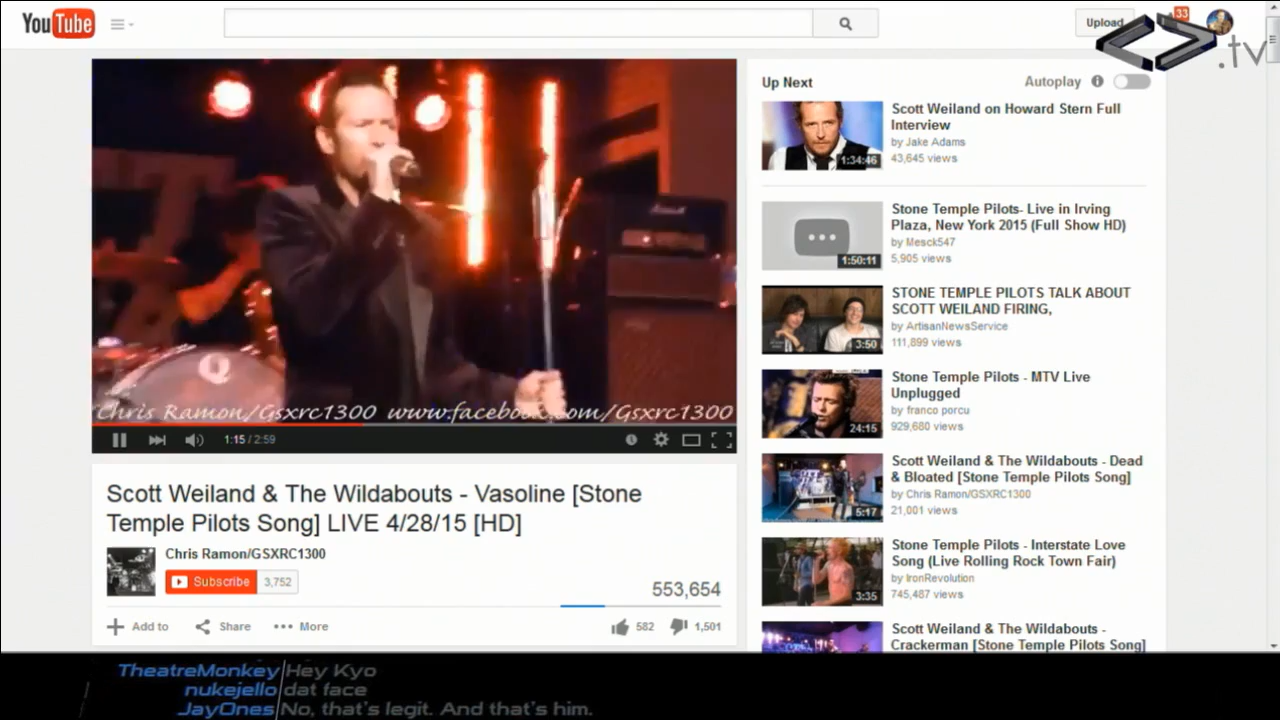 YouTube
Upload
33
.tv
Chris Ramon/Gsxrc1300 www.facebook.com/Gsxrc1300
Q
1:15 / 2:59
Scott Weiland & The Wildabouts - Vasoline [Stone
Temple Pilots Song] LIVE 4/28/15 [HD]
Chris Ramon/GSXRC1300
Subscribe 3,752
553,654
Add to Share More 582 1,501
Up Next Autoplay
Scott Weiland on Howard Stern Full
Interview
by Jake Adams
43,645 views
1:34:46
Stone Temple Pilots- Live in Irving
Plaza, New York 2015 (Full Show HD)
by Mesck547
5,905 views
1:50:11
STONE TEMPLE PILOTS TALK ABOUT
SCOTT WEILAND FIRING,
by ArtisanNewsService
111,899 views
3:50
Stone Temple Pilots - MTV Live
Unplugged
by franco porcu
929,680 views
24:15
Scott Weiland & The Wildabouts - Dead
& Bloated [Stone Temple Pilots Song]
by Chris Ramon/GSXRC1300
21,001 views
5:17
Stone Temple Pilots - Interstate Love
Song (Live Rolling Rock Town Fair)
by IronRevolution
745,487 views
3:35
Scott Weiland & The Wildabouts -
Crackerman [Stone Temple Pilots Song]
TheatreMonkey Hey Kyo
nukejello dat face
JayOnes No, that's legit. And that's him.